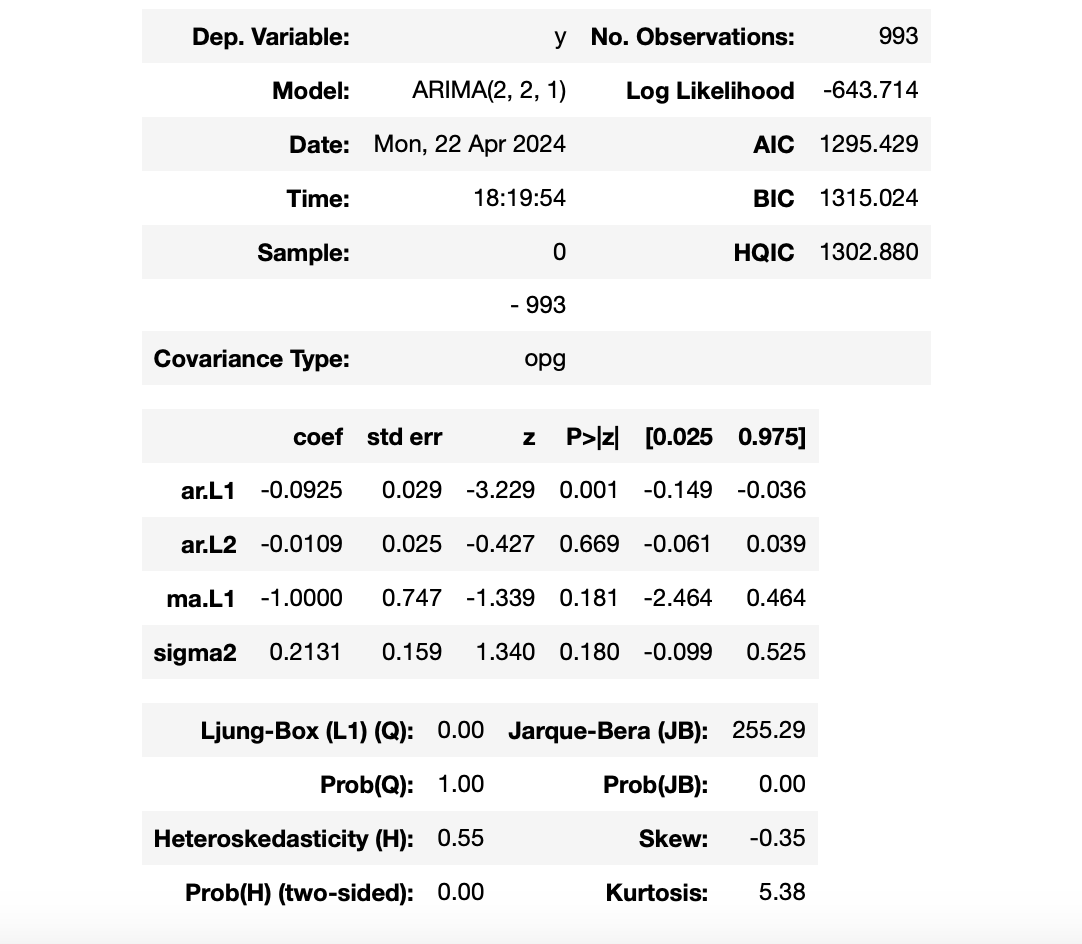 Dep. Variable: y No. Observations: 993
Model: ARIMA(2, 2, 1) Log Likelihood -643.714
Date: Mon, 22 Apr 2024 AIC 1295.429
Time: 18:19:54 BIC 1315.024
Sample: 0 HQIC 1302.880
- 993
Covariance Type: opg
coef std err z P>|z| [0.025 0.975]
ar.L1 -0.0925 0.029 -3.229 0.001 -0.149 -0.036
ar.L2 -0.0109 0.025 -0.427 0.669 -0.061 0.039
ma.L1 -1.0000 0.747 -1.339 0.181 -2.464 0.464
sigma2 0.2131 0.159 1.340 0.180 -0.099 0.525
Ljung-Box (L1) (Q): 0.00 Jarque-Bera (JB): 255.29
Prob(Q): 1.00 Prob(JB): 0.00
Heteroskedasticity (H): 0.55 Skew: -0.35
Prob(H) (two-sided): 0.00 Kurtosis: 5.38